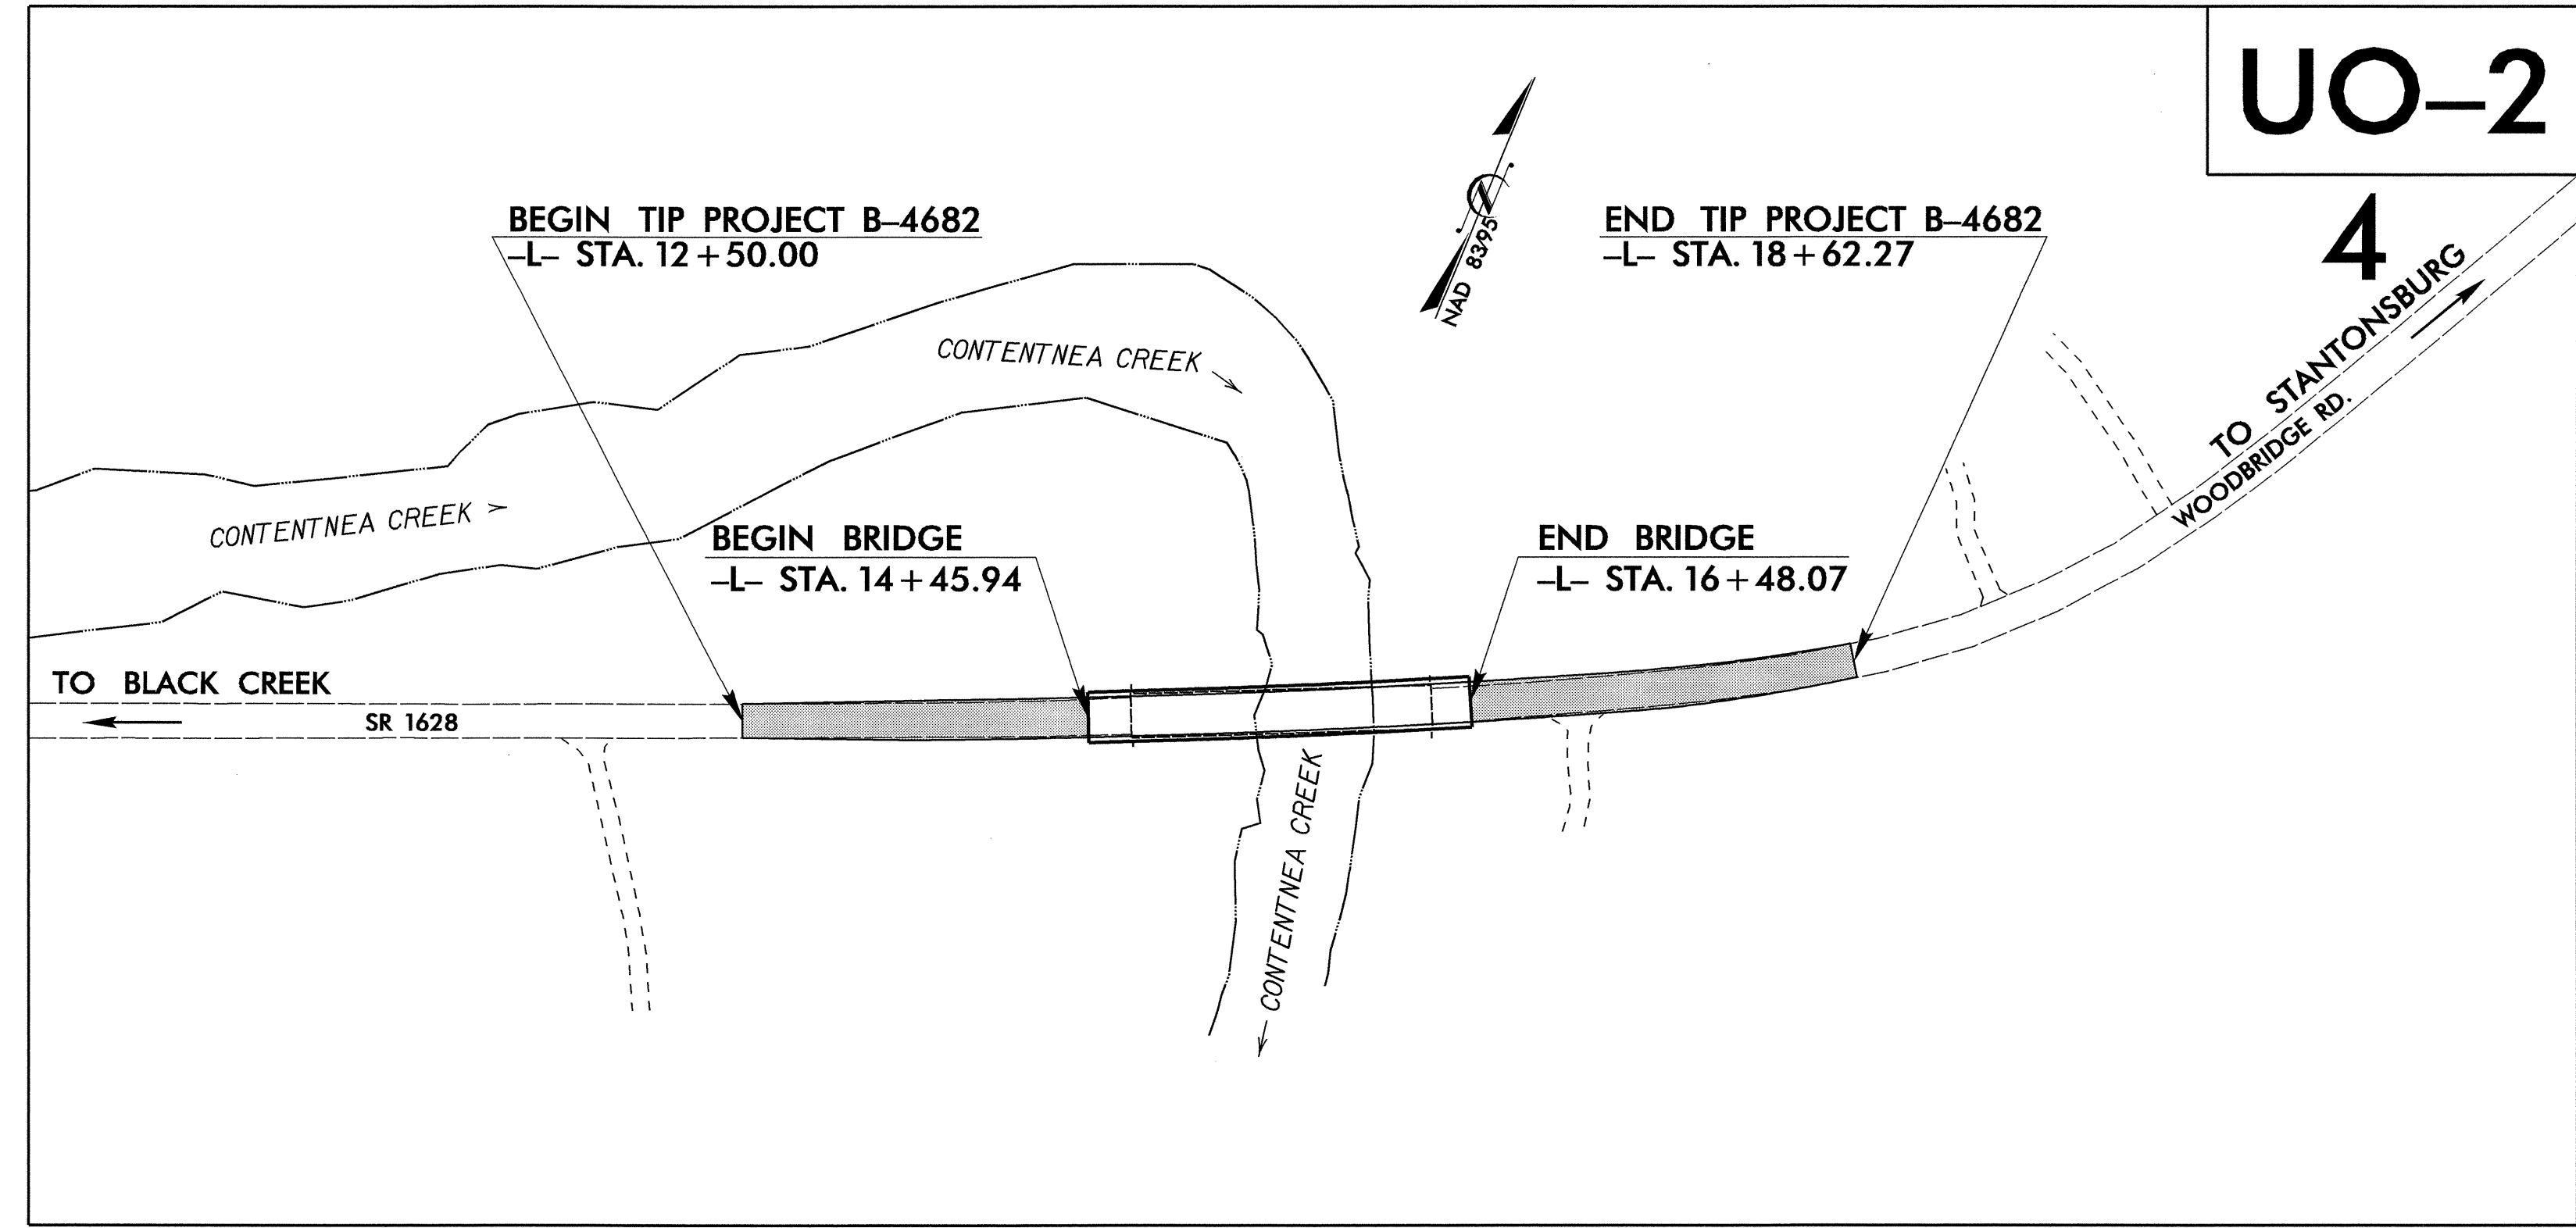 UO–2
4
BEGIN TIP PROJECT B–4682
–L– STA. 12+50.00
END TIP PROJECT B–4682
–L– STA. 18+62.27
NAD 83/95
CONTENTNEA CREEK
TO STANTONSBURG
WOODBRIDGE RD.
CONTENTNEA CREEK
BEGIN BRIDGE
–L– STA. 14+45.94
END BRIDGE
–L– STA. 16+48.07
TO BLACK CREEK
SR 1628
CONTENTNEA CREEK